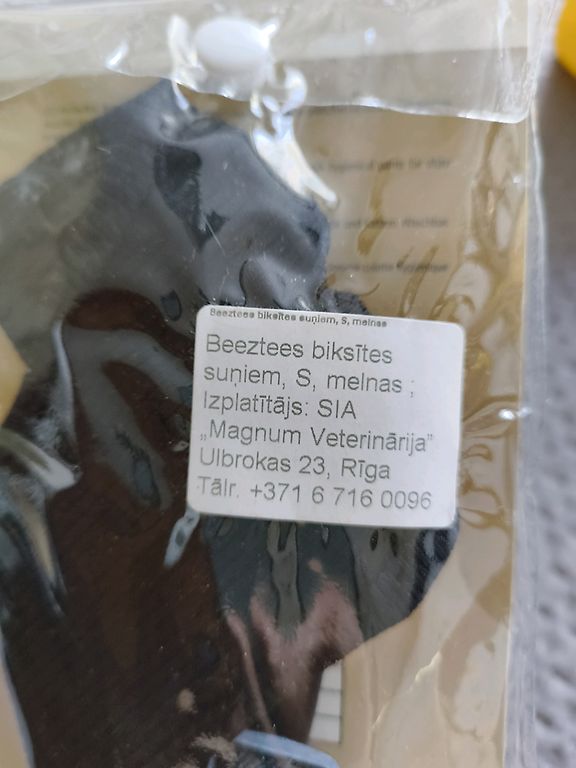 Beeztees biksītes suņiem, S, melnas
Beeztees biksītes
suņiem, S, melnas ;
Izplatītājs: SIA
„Magnum Veterinārija”
Ulbrokas 23, Rīga
Tālr. +371 6 716 0096